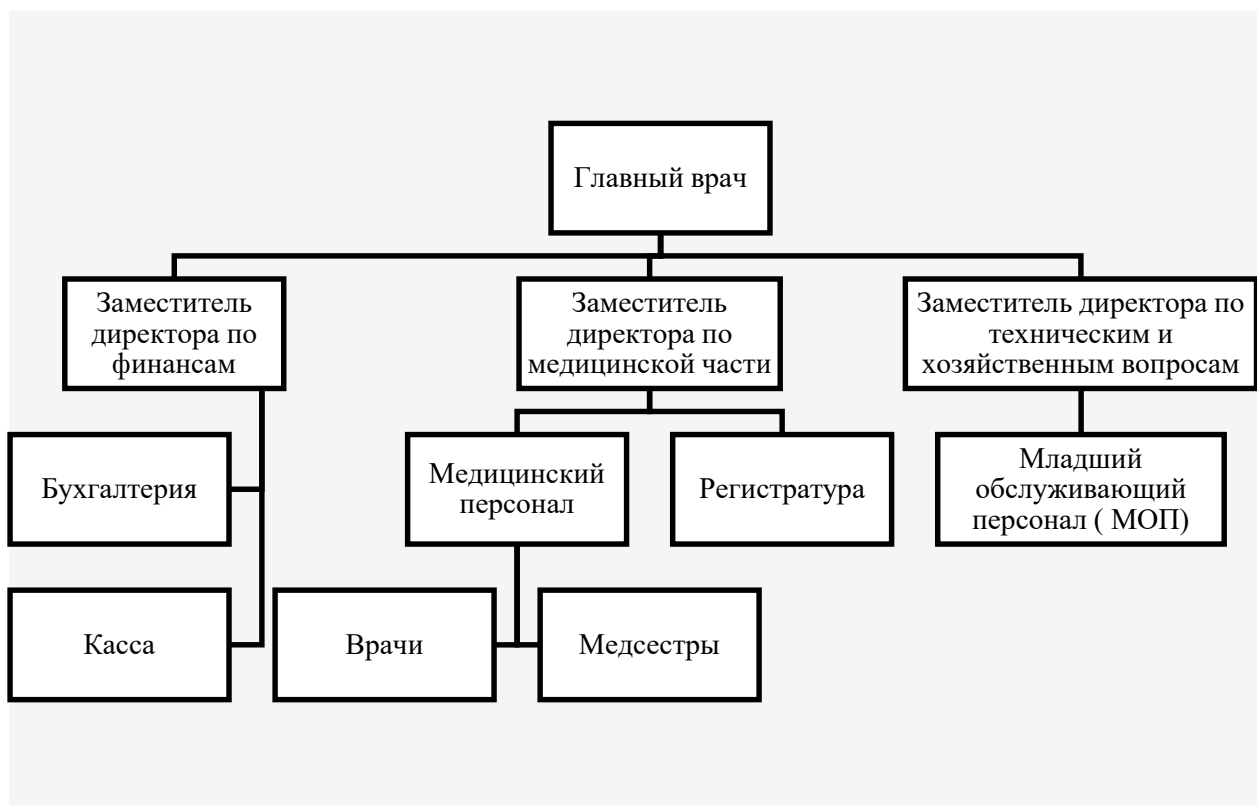 Главный врач
Заместитель
директора по
финансам
Заместитель
директора по
медицинской части
Заместитель директора по
техническим и
хозяйственным вопросам
Бухгалтерия
Медицинский
персонал
Регистратура
Младший
обслуживающий
персонал ( МОП)
Касса
Врачи
Медсестры